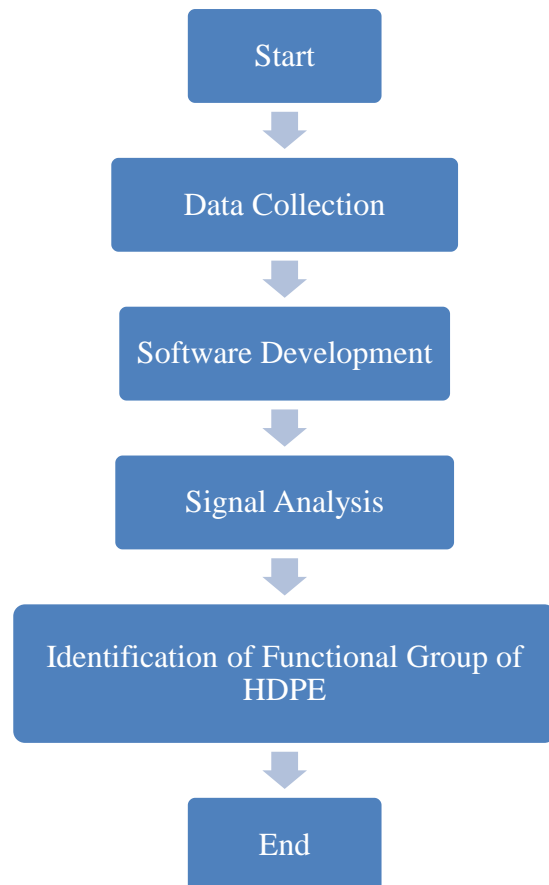 Start
Data Collection
Software Development
Signal Analysis
Identification of Functional Group of
HDPE
End